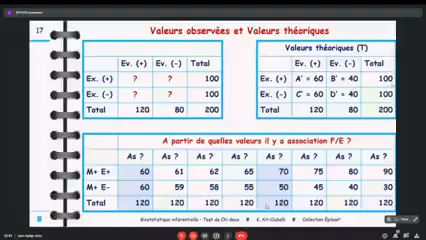 17
Valeurs observées et Valeurs théoriques
Ev. (+) Ev. (-) Total
Ex. (+) ? ? 100
Ex. (-) ? ? 100
Total 120 80 200
Valeurs théoriques (T)
Ev. (+) Ev. (-) Total
Ex. (+) A' = 60 B' = 40 100
Ex. (-) C' = 60 D' = 40 100
Total 120 80 200
A partir de quelles valeurs il y a association F/E ?
As ? As ? As ? As ? As ? As ? As ? As ?
M+ E+ 60 61 62 65 70 75 80 90
M+ E- 60 59 58 55 50 45 40 30
Total 120 120 120 120 120 120 120 120
Biostatistique inférentielle - Test de Chi deux
Collection Épikest